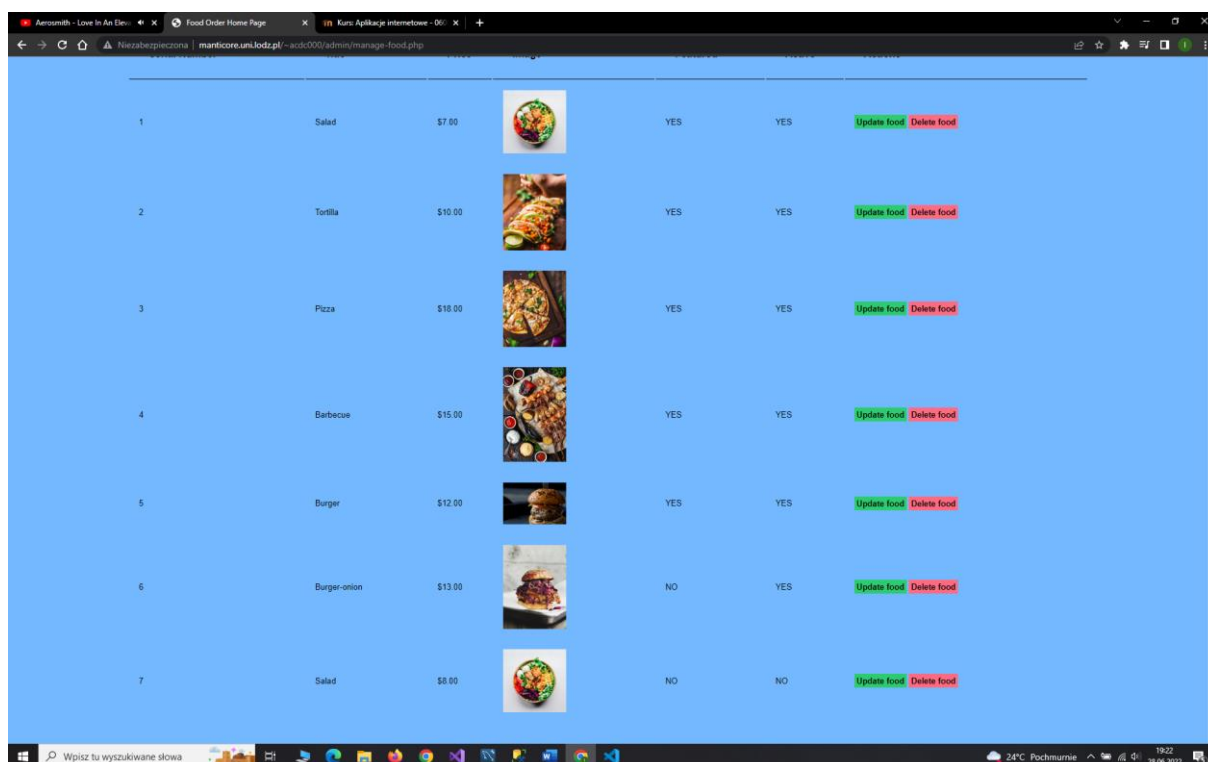 Aerosmith - Love In An Eleva
Food Order Home Page
Kurs: Aplikacje internetowe - 060
Niezabezpieczona | manticore.uni.lodz.pl/~acdc000/admin/manage-food.php
1 Salad $7.00 YES YES Update food Delete food
2 Tortilla $10.00 YES YES Update food Delete food
3 Pizza $18.00 YES YES Update food Delete food
4 Barbecue $15.00 YES YES Update food Delete food
5 Burger $12.00 YES YES Update food Delete food
6 Burger-onion $13.00 NO YES Update food Delete food
7 Salad $8.00 NO NO Update food Delete food
Wpisz tu wyszukiwane słowa
24°C Pochmurnie
19:22
28.06.2022